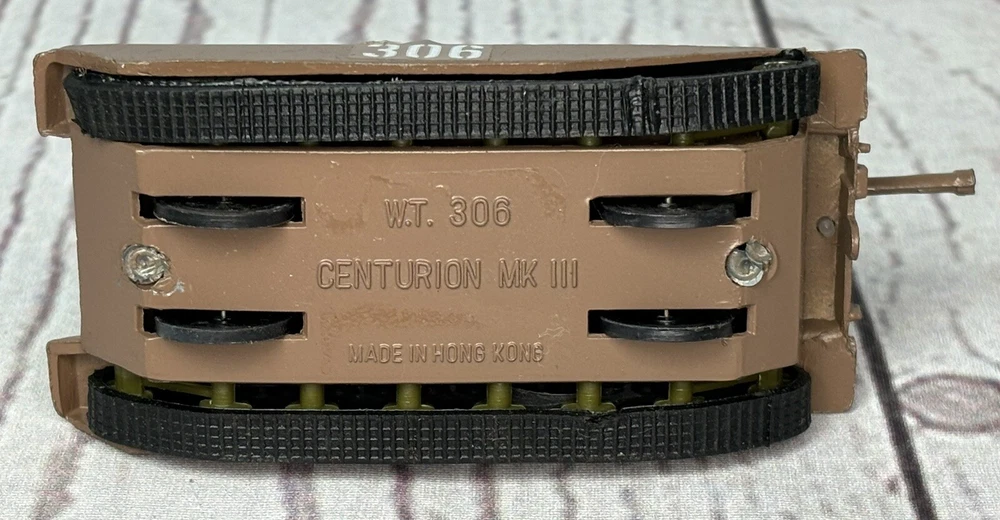 306
W.T. 306
CENTURION MK III
MADE IN HONG KONG